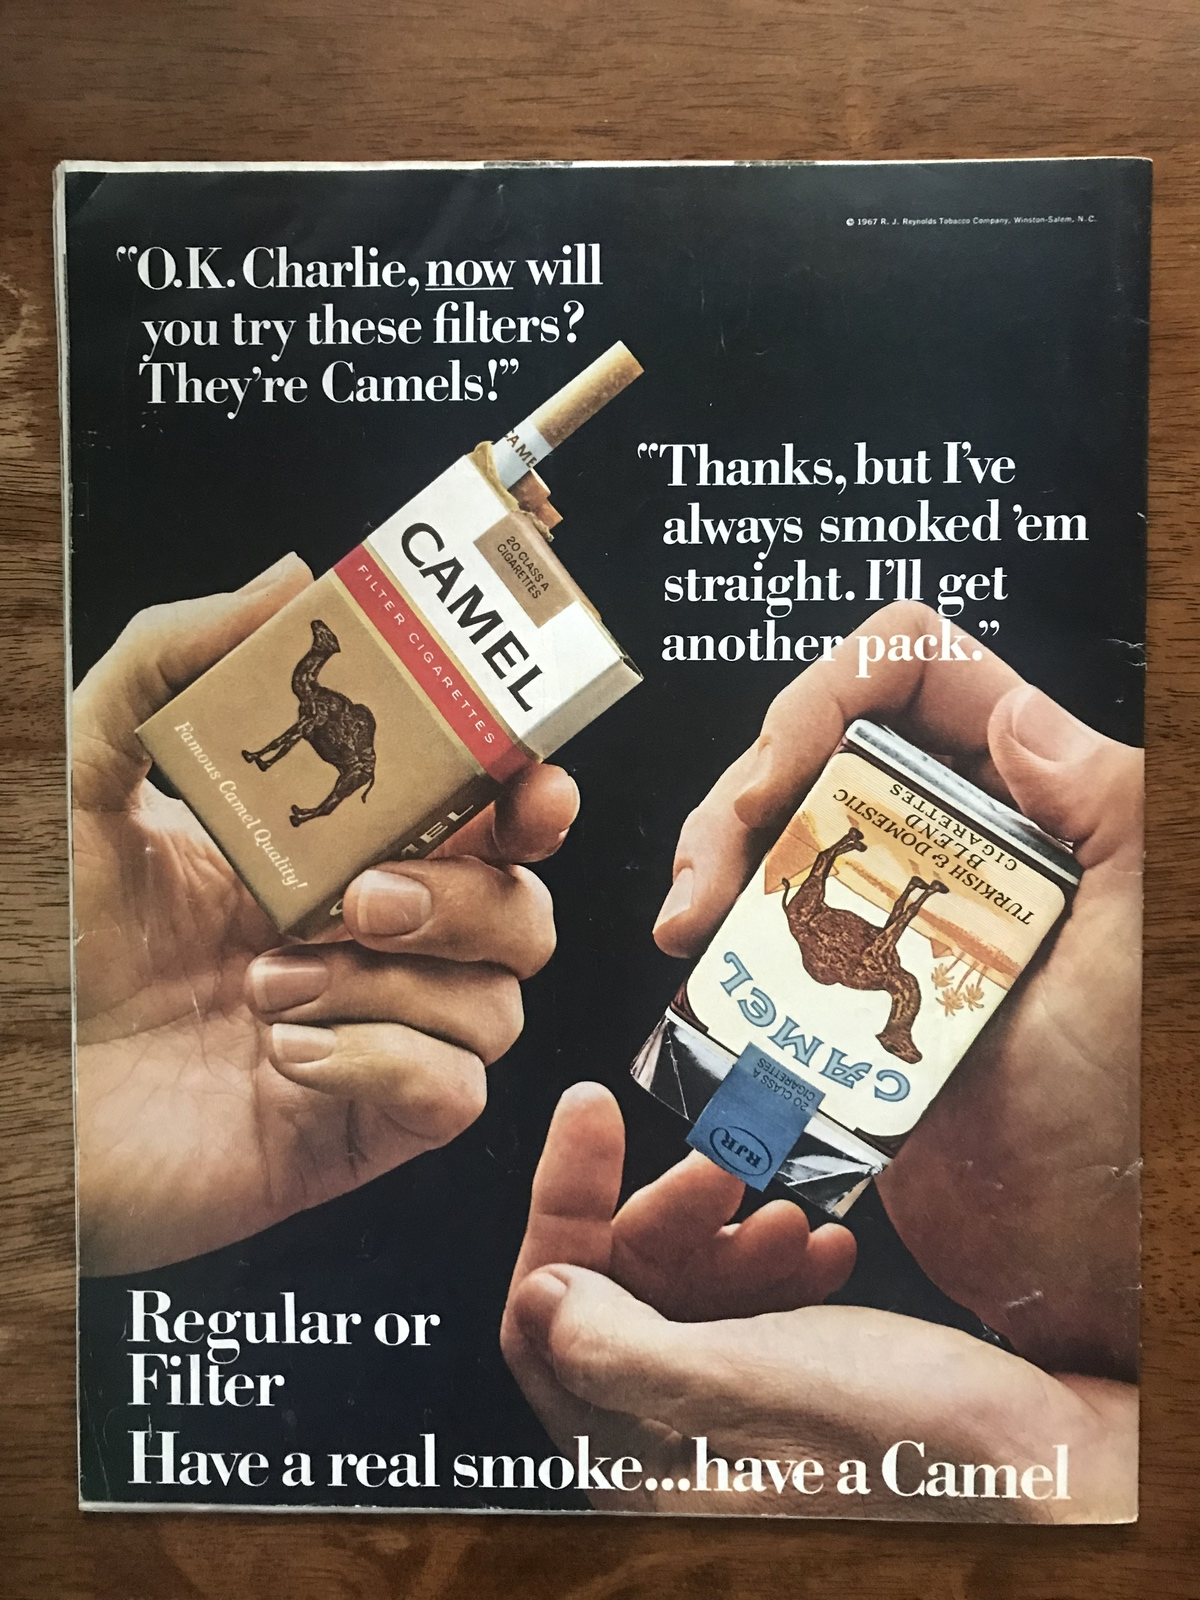 © 1967 R. J. Reynolds Tobacco Company, Winston-Salem, N. C.
“O.K. Charlie, now will
you try these filters?
They’re Camels!”
“Thanks, but I’ve
always smoked ’em
straight. I’ll get
another pack.”
CAME
20 CLASS A
CIGARETTES
CAMEL
FILTER CIGARETTES
Famous Camel Quality!
TURKISH & DOMESTIC
BLEND
CIGARETTES
CAMEL
20 CLASS A
CIGARETTES
RJR
Regular or
Filter
Have a real smoke...have a Camel